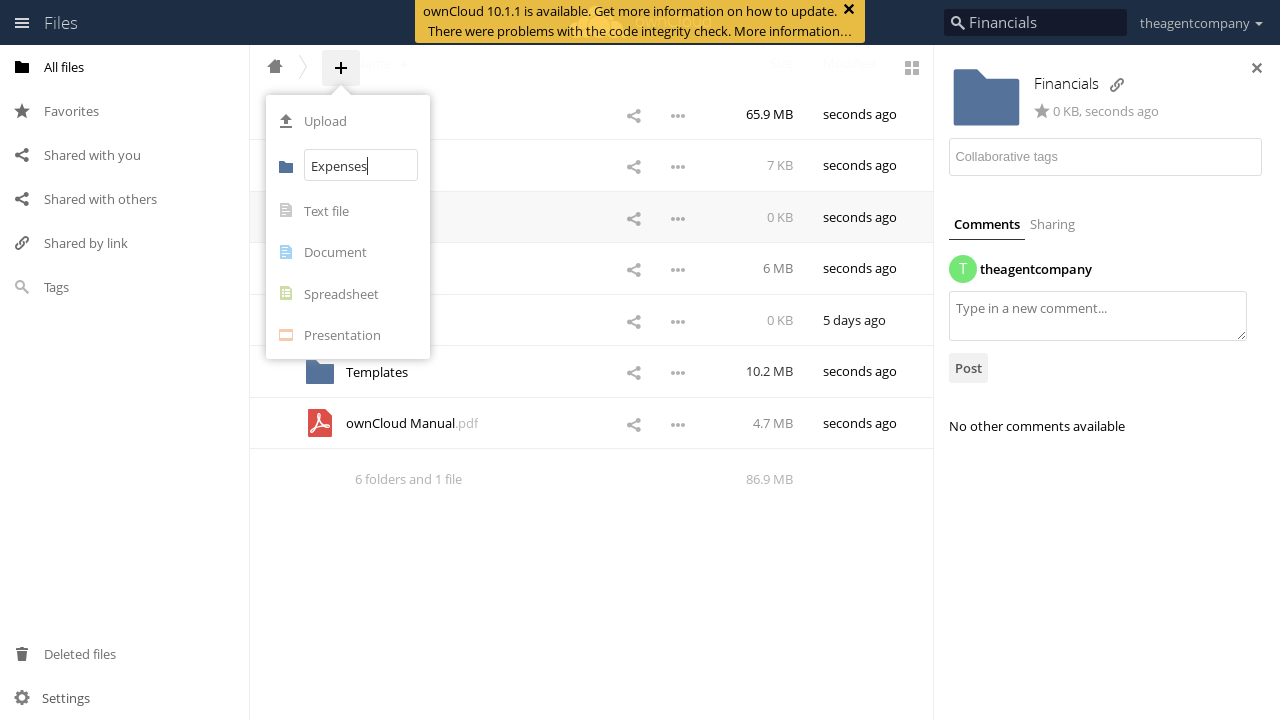 Files
ownCloud 10.1.1 is available. Get more information on how to update.
There were problems with the code integrity check. More information…
Financials
theagentcompany
All files
Favorites
Shared with you
Shared with others
Shared by link
Tags
Deleted files
Settings
Upload
Expenses
Text file
Document
Spreadsheet
Presentation
65.9 MB seconds ago
7 KB seconds ago
0 KB seconds ago
6 MB seconds ago
0 KB 5 days ago
Templates 10.2 MB seconds ago
ownCloud Manual.pdf 4.7 MB seconds ago
6 folders and 1 file 86.9 MB
Financials
0 KB, seconds ago
Collaborative tags
Comments Sharing
T theagentcompany
Type in a new comment...
Post
No other comments available